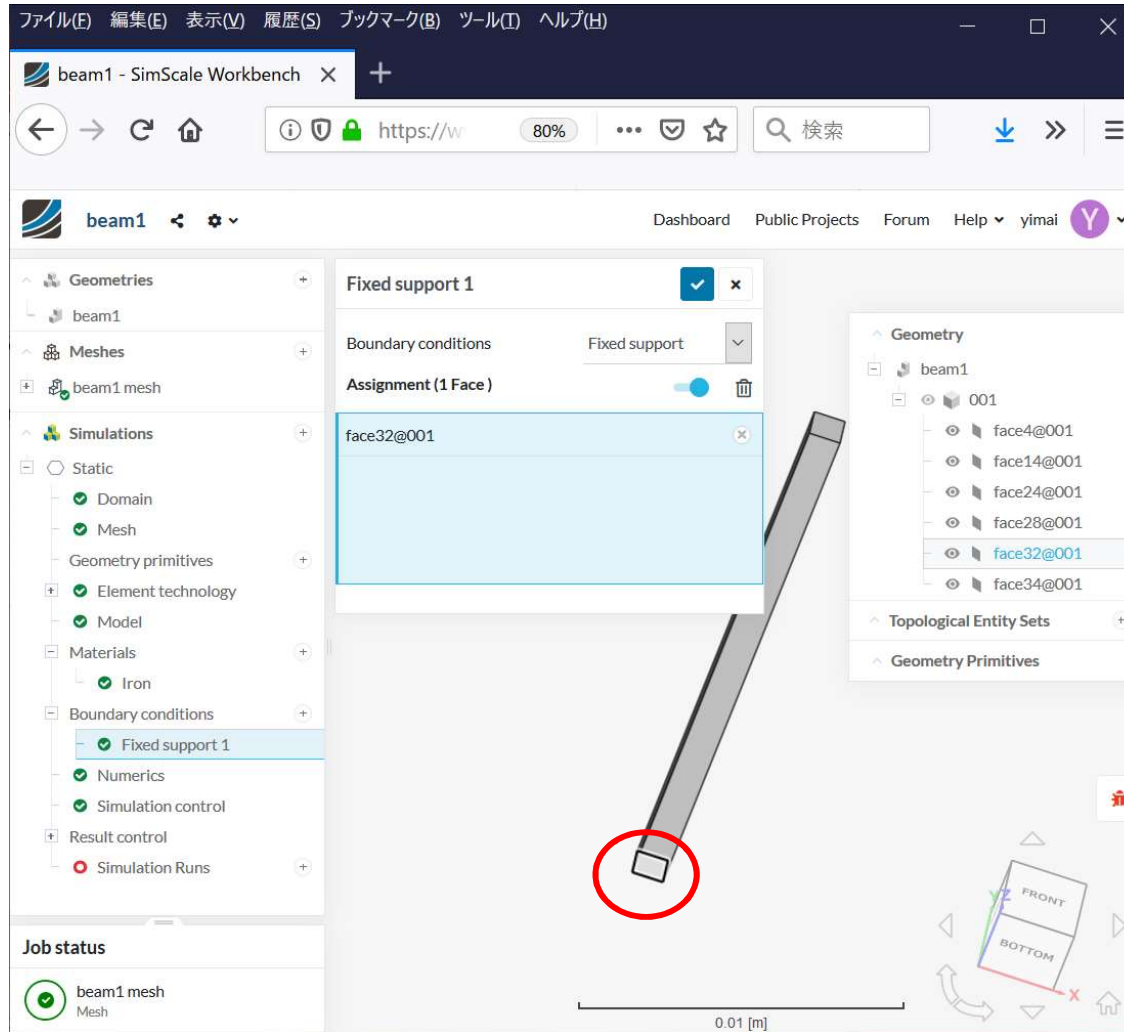 ファイル(F) 編集(E) 表示(V) 履歴(S) ブックマーク(B) ツール(T) ヘルプ(H)
beam1 - SimScale Workbench
https://w 80% 検索
beam1 Dashboard Public Projects Forum Help yimai Y
Geometries
beam1
Meshes
beam1 mesh
Simulations
Static
Domain
Mesh
Geometry primitives
Element technology
Model
Materials
Iron
Boundary conditions
Fixed support 1
Numerics
Simulation control
Result control
Simulation Runs
Job status
beam1 mesh
Mesh
Fixed support 1
Boundary conditions Fixed support
Assignment (1 Face)
face32@001
Geometry
beam1
001
face4@001
face14@001
face24@001
face28@001
face32@001
face34@001
Topological Entity Sets
Geometry Primitives
FRONT
BOTTOM
Y
Z
X
0.01 [m]